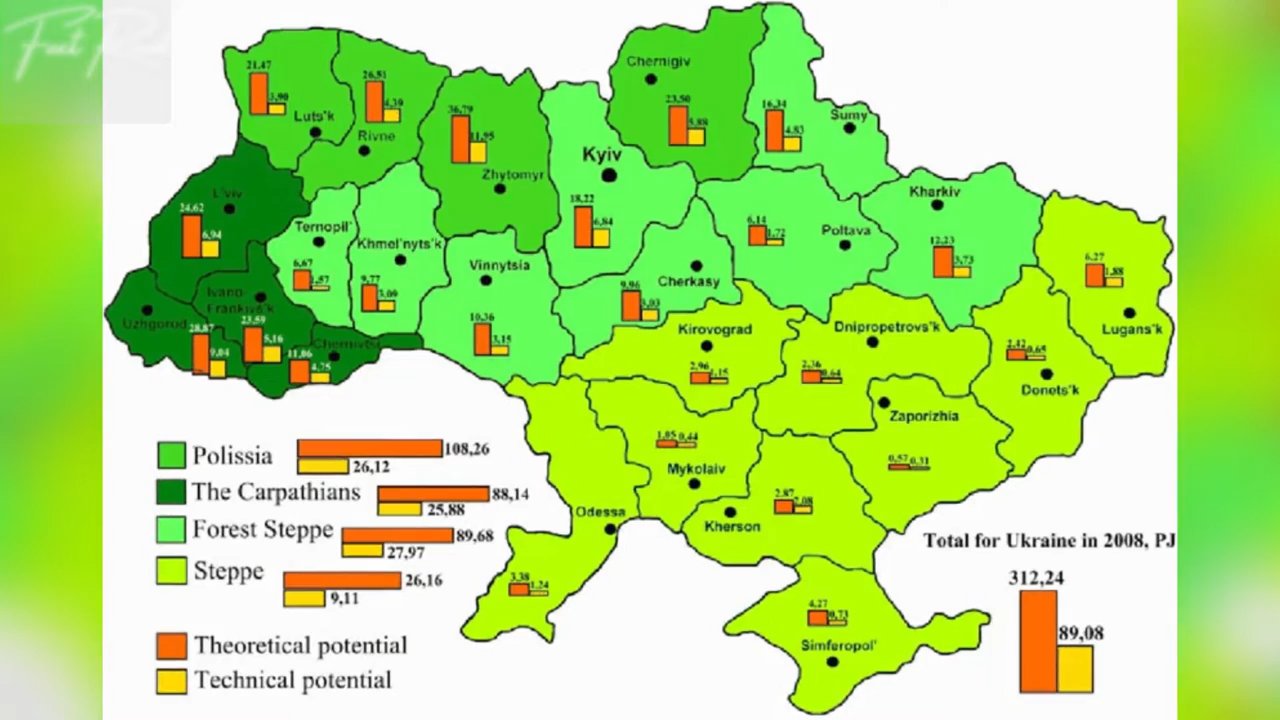 Chernigiv
21,47
3,90
Luts'k
26,51
4,39
Rivne
36,79
11,95
Zhytomyr
23,50
5,88
16,34
4,83
Sumy
Kyiv
18,22
6,84
L'viv
24,62
6,94
Ternopil'
6,67
1,57
Khmel'nyts'k
9,77
3,09
Vinnytsia
10,36
3,15
Cherkasy
9,96
3,03
6,14
1,72
Poltava
Kharkiv
12,23
3,73
6,27
1,88
Lugans'k
Uzhgorod
28,87
9,04
Ivano-
Frankivs'k
23,59
5,16
Chernivtsi
11,06
4,75
Kirovograd
2,96
1,15
Dnipropetrovs'k
2,36
0,64
2,42
0,65
Donets'k
Zaporizhia
0,57
0,31
1,05
0,44
Mykolaiv
2,87
2,08
Kherson
Odessa
3,38
1,24
4,27
0,73
Simferopol'
Polissia
108,26
26,12
The Carpathians
88,14
25,88
Forest Steppe
89,68
27,97
Steppe
26,16
9,11
Theoretical potential
Technical potential
Total for Ukraine in 2008, PJ
312,24
89,08